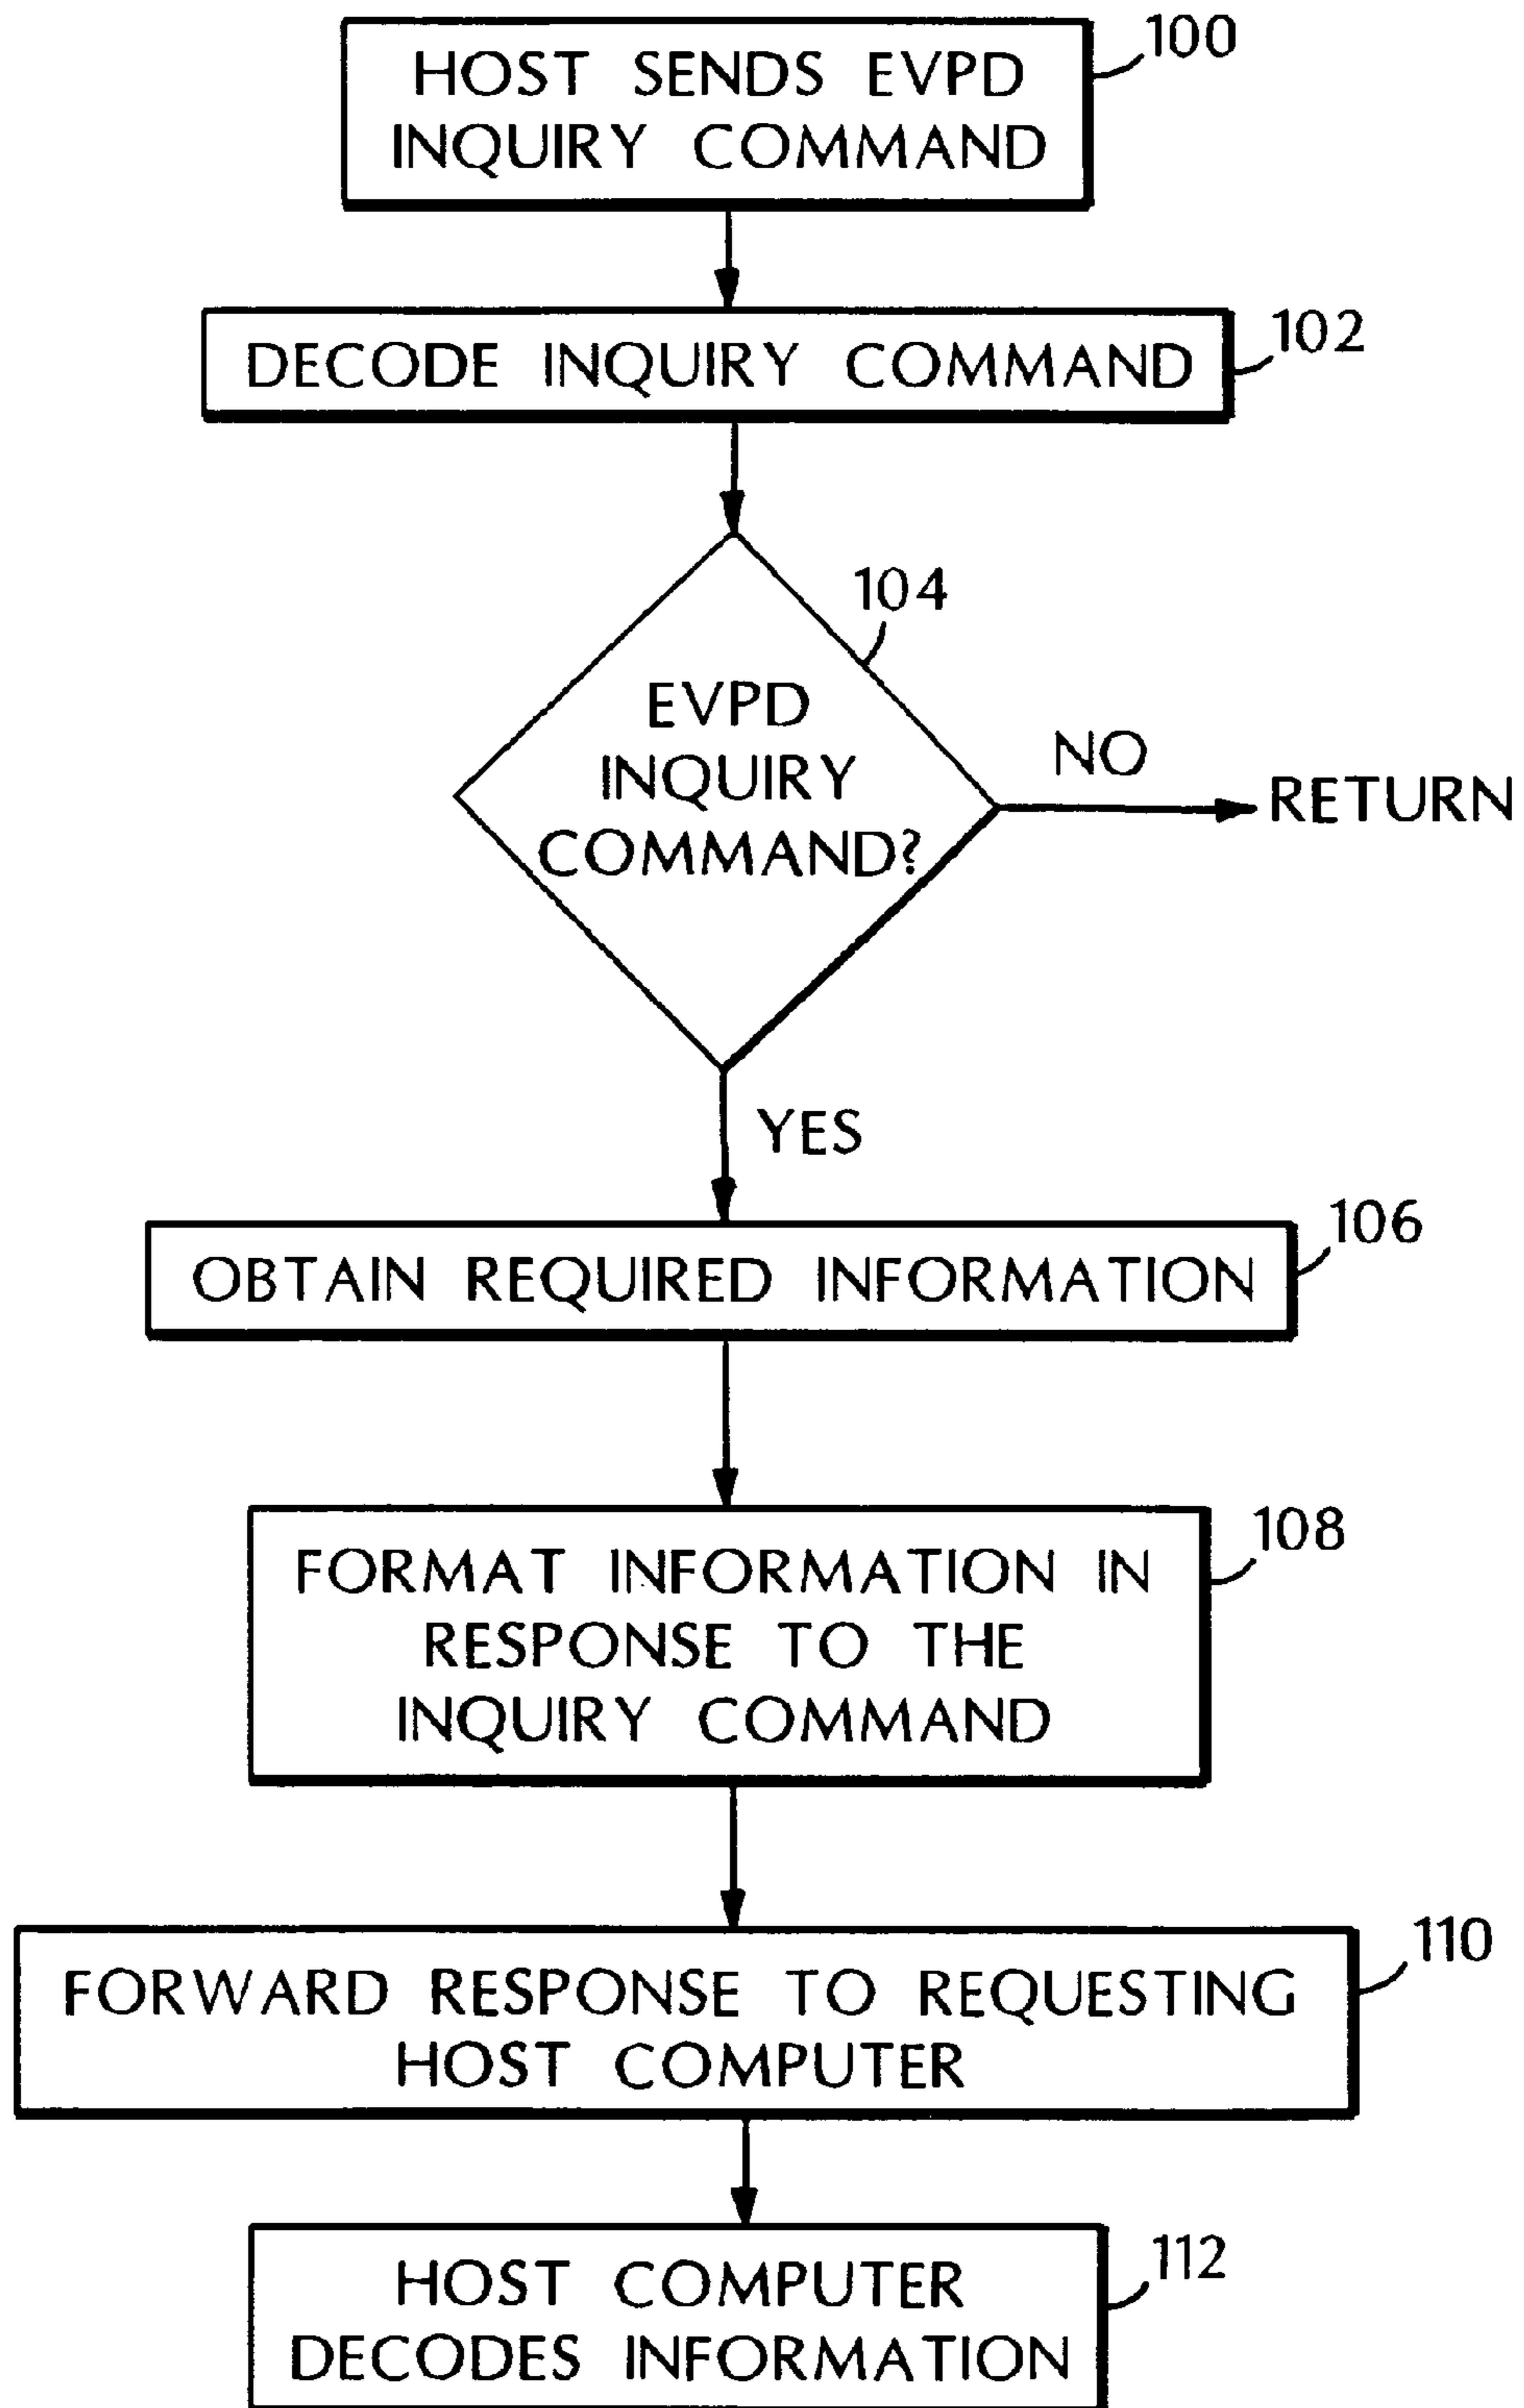 HOST SENDS EVPD
INQUIRY COMMAND
100
DECODE INQUIRY COMMAND
102
104
EVPD
INQUIRY
COMMAND?
NO
RETURN
YES
OBTAIN REQUIRED INFORMATION
106
FORMAT INFORMATION IN
RESPONSE TO THE
INQUIRY COMMAND
108
FORWARD RESPONSE TO REQUESTING
HOST COMPUTER
110
HOST COMPUTER
DECODES INFORMATION
112